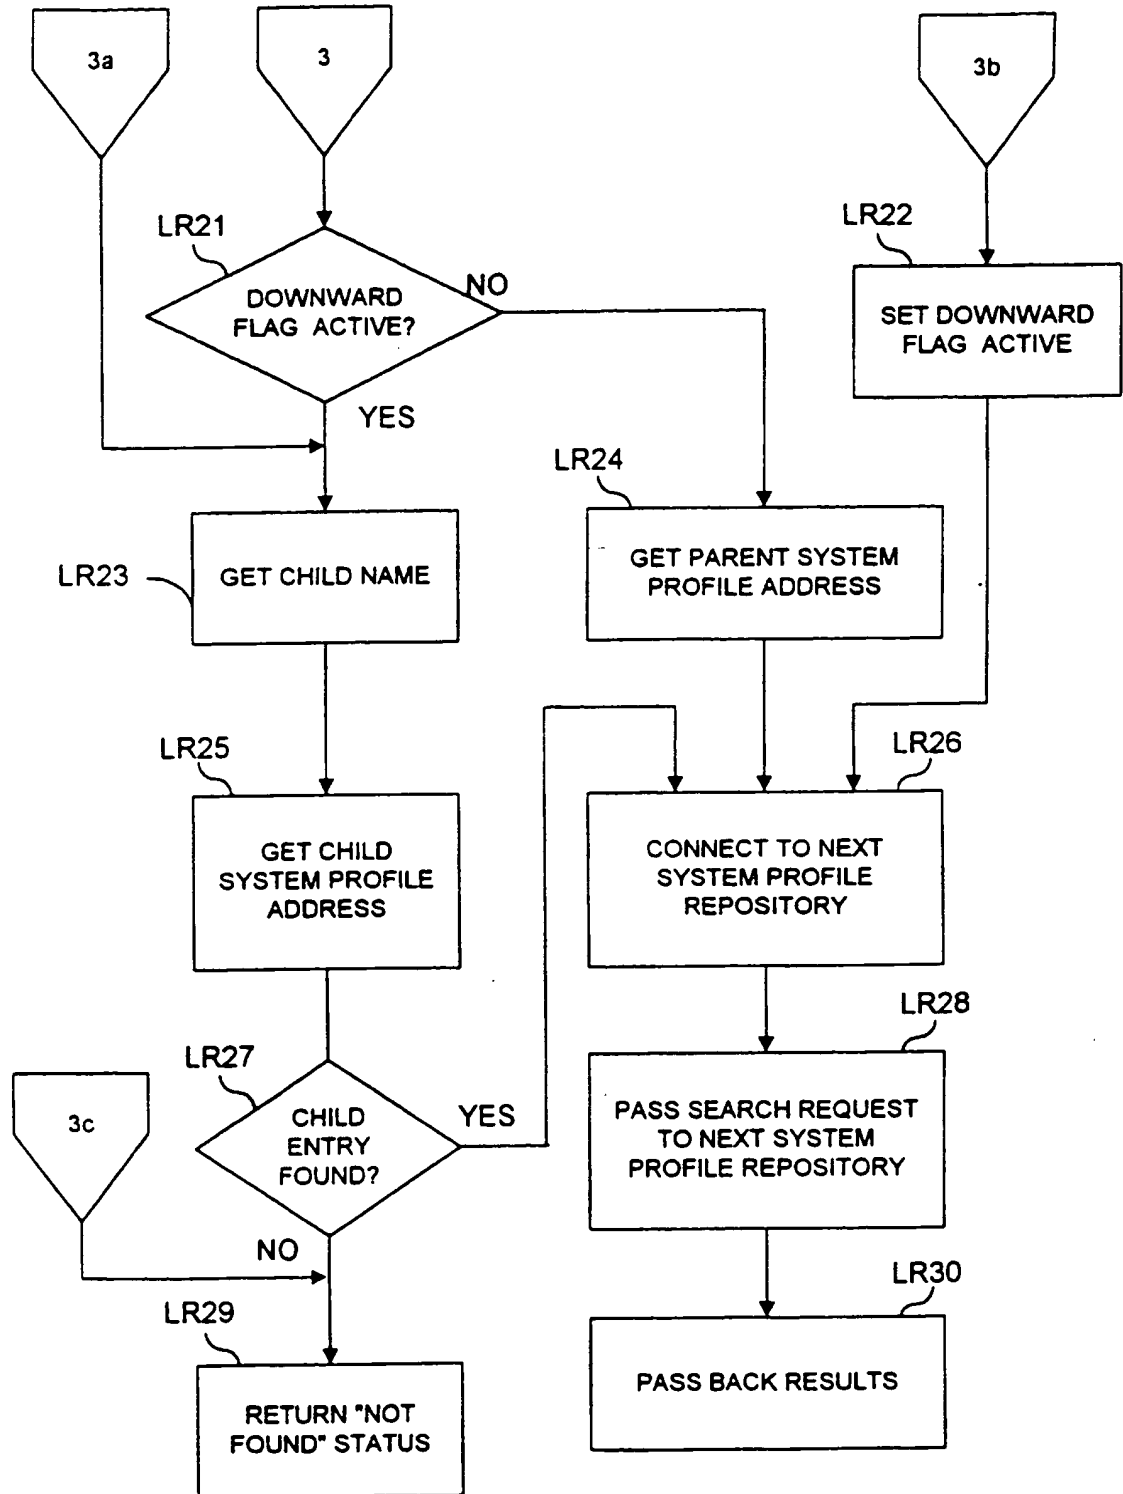 3a
3
3b
LR21
LR22
DOWNWARD
FLAG ACTIVE?
NO
YES
SET DOWNWARD
FLAG ACTIVE
LR24
LR23
GET CHILD NAME
GET PARENT SYSTEM
PROFILE ADDRESS
LR25
LR26
GET CHILD
SYSTEM PROFILE
ADDRESS
CONNECT TO NEXT
SYSTEM PROFILE
REPOSITORY
LR28
LR27
3c
CHILD
ENTRY
FOUND?
YES
NO
PASS SEARCH REQUEST
TO NEXT SYSTEM
PROFILE REPOSITORY
LR30
LR29
RETURN "NOT
FOUND" STATUS
PASS BACK RESULTS